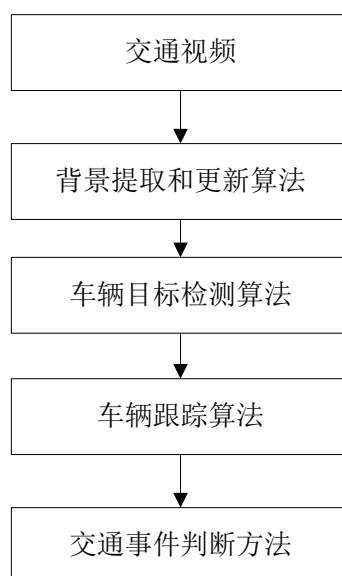 交通视频
背景提取和更新算法
车辆目标检测算法
车辆跟踪算法
交通事件判断方法